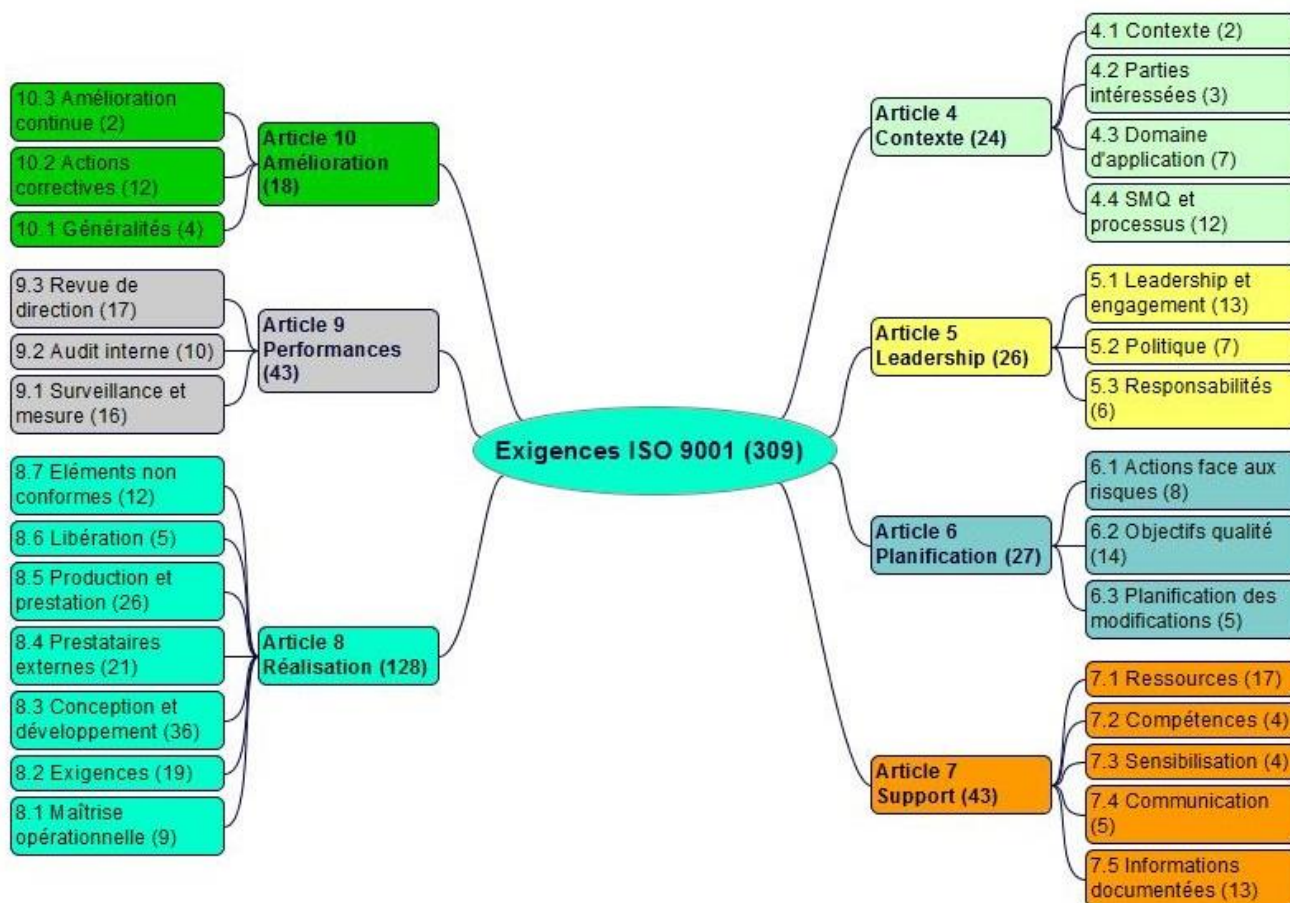 Exigences ISO 9001 (309)
Article 4
Contexte (24)
4.1 Contexte (2)
4.2 Parties
intéressées (3)
4.3 Domaine
d'application (7)
4.4 SMQ et
processus (12)
Article 5
Leadership (26)
5.1 Leadership et
engagement (13)
5.2 Politique (7)
5.3 Responsabilités
(6)
Article 6
Planification (27)
6.1 Actions face aux
risques (8)
6.2 Objectifs qualité
(14)
6.3 Planification des
modifications (5)
Article 7
Support (43)
7.1 Ressources (17)
7.2 Compétences (4)
7.3 Sensibilisation (4)
7.4 Communication
(5)
7.5 Informations
documentées (13)
Article 10
Amélioration
(18)
10.3 Amélioration
continue (2)
10.2 Actions
correctives (12)
10.1 Généralités (4)
Article 9
Performances
(43)
9.3 Revue de
direction (17)
9.2 Audit interne (10)
9.1 Surveillance et
mesure (16)
Article 8
Réalisation (128)
8.7 Eléments non
conformes (12)
8.6 Libération (5)
8.5 Production et
prestation (26)
8.4 Prestataires
externes (21)
8.3 Conception et
développement (36)
8.2 Exigences (19)
8.1 Maîtrise
opérationnelle (9)